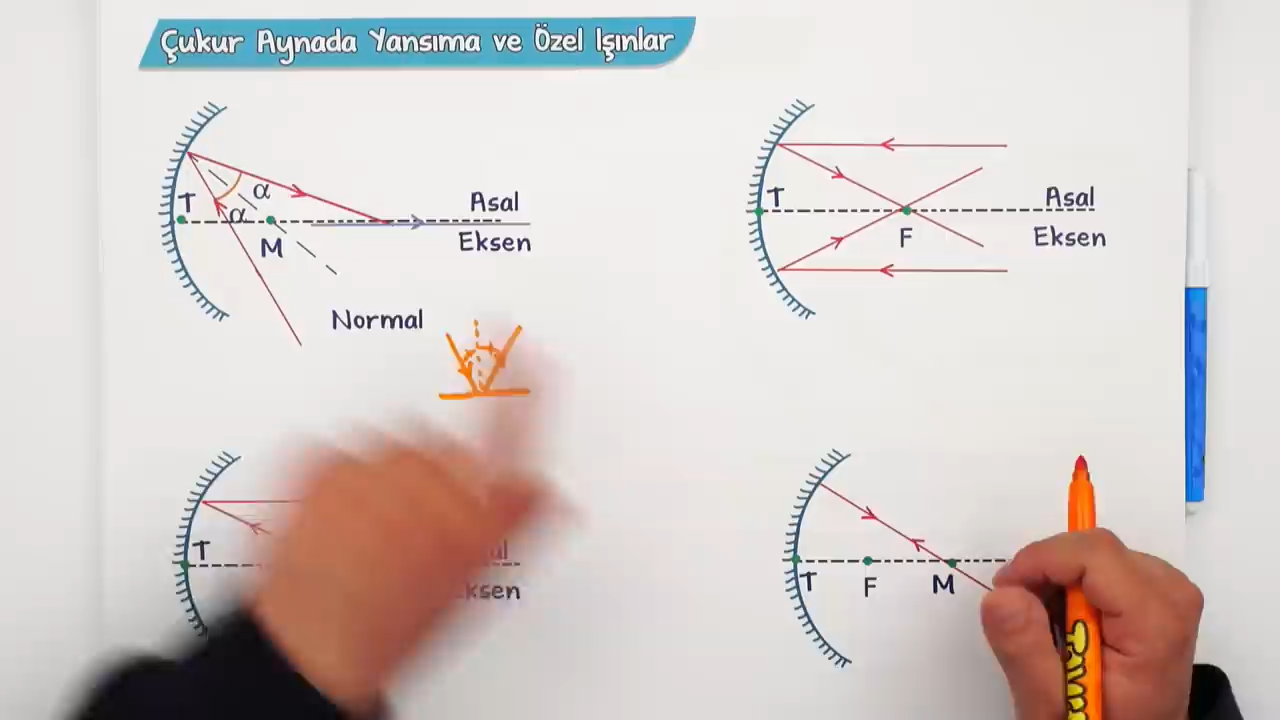 Çukur Aynada Yansıma ve Özel Işınlar
T
α
α
M
Asal
Eksen
Normal
T
F
Asal
Eksen
T
T
F
M